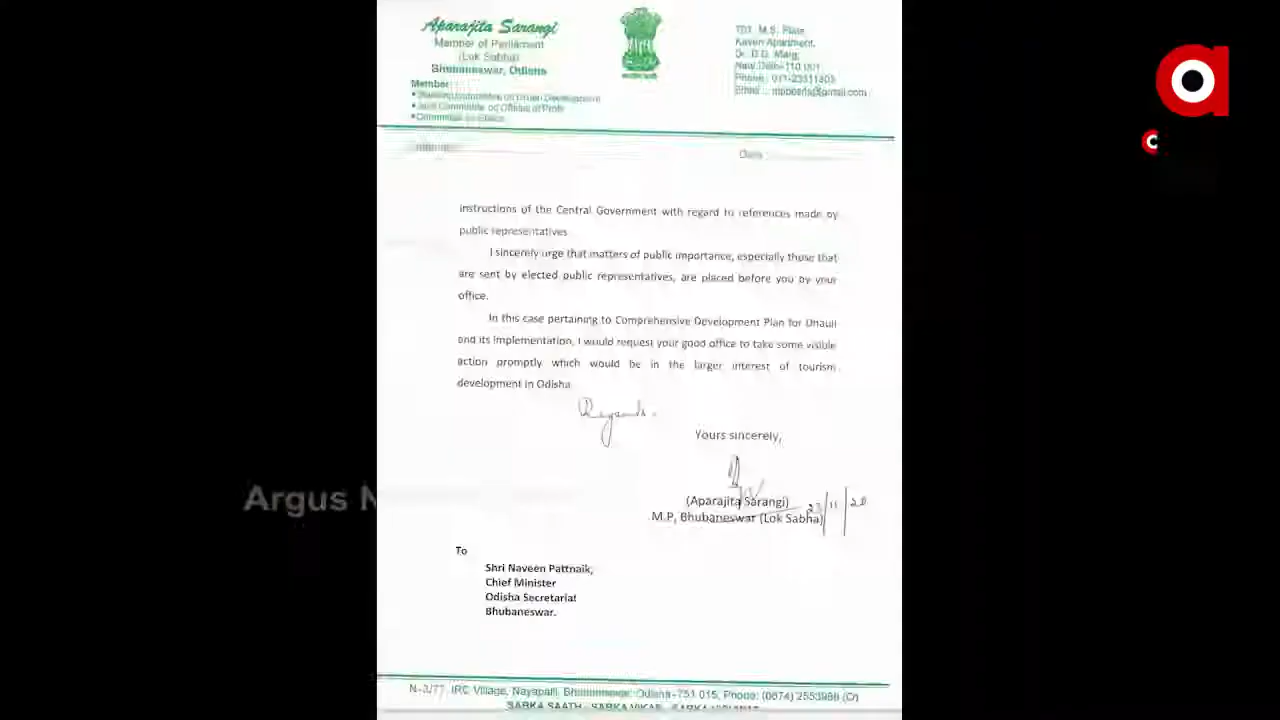 Aparajita Sarangi
Member of Parliament
(Lok Sabha)
Bhubaneswar, Odisha
Member
• Standing Committee on Urban Development
• Joint Committee on Offices of Profit
• Committee on Ethics
M.S. Flats,
Kaveri Apartment,
Dr. B.D. Marg,
New Delhi-110 001
Phone : 011-23311803
Email : @gmail.com
Date :
instructions of the Central Government with regard to references made by
public representatives.
I sincerely urge that matters of public importance, especially those that
are sent by elected public representatives, are placed before you by your
office.
In this case pertaining to Comprehensive Development Plan for Dhauli
and its implementation, I would request your good office to take some visible
action promptly which would be in the larger interest of tourism
development in Odisha.
Regards.
Yours sincerely,
(Aparajita Sarangi)
M.P, Bhubaneswar (Lok Sabha)
23/11/20
Argus N
To
Shri Naveen Pattnaik,
Chief Minister
Odisha Secretariat
Bhubaneswar.
N-3/77, IRC Village, Nayapalli, Bhubaneswar, Odisha-751 015, Phone: (0674) 2553988 (O)
SABKA SAATH - SABKA VIKAS - SABKA